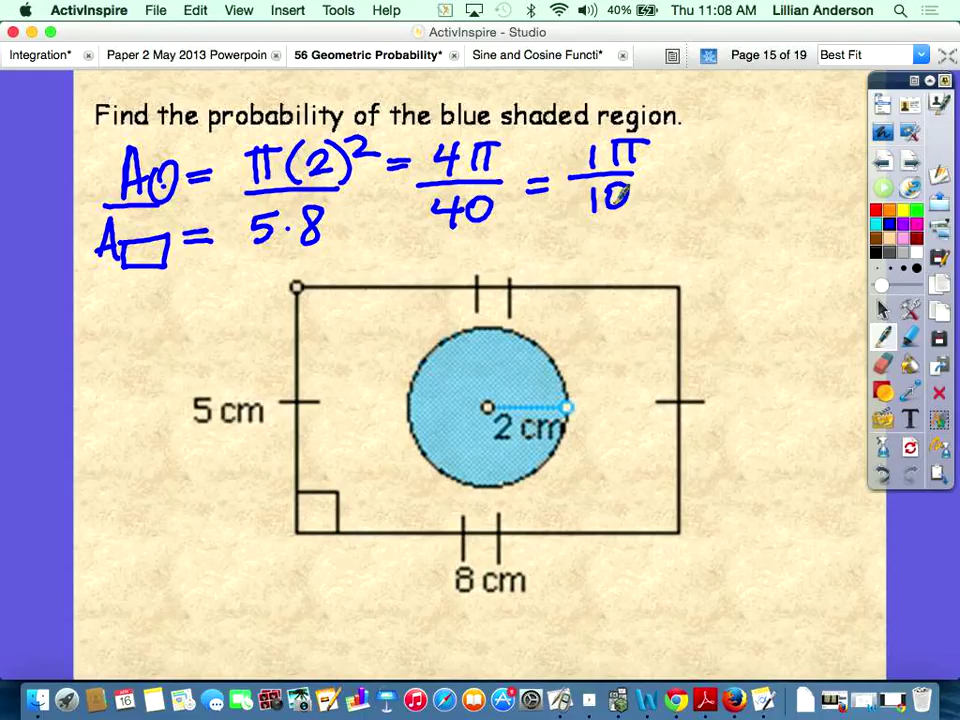 ActivInspire File Edit View Insert Tools Help 40% Thu 11:08 AM Lillian Anderson
ActivInspire - Studio
Integration* Paper 2 May 2013 Powerpoin 56 Geometric Probability* Sine and Cosine Functi* Page 15 of 19 Best Fit
Find the probability of the blue shaded region.
A⊙ = π(2)² = 4π = 1π
A▭ = 5·8 40 10
5 cm
2 cm
8 cm